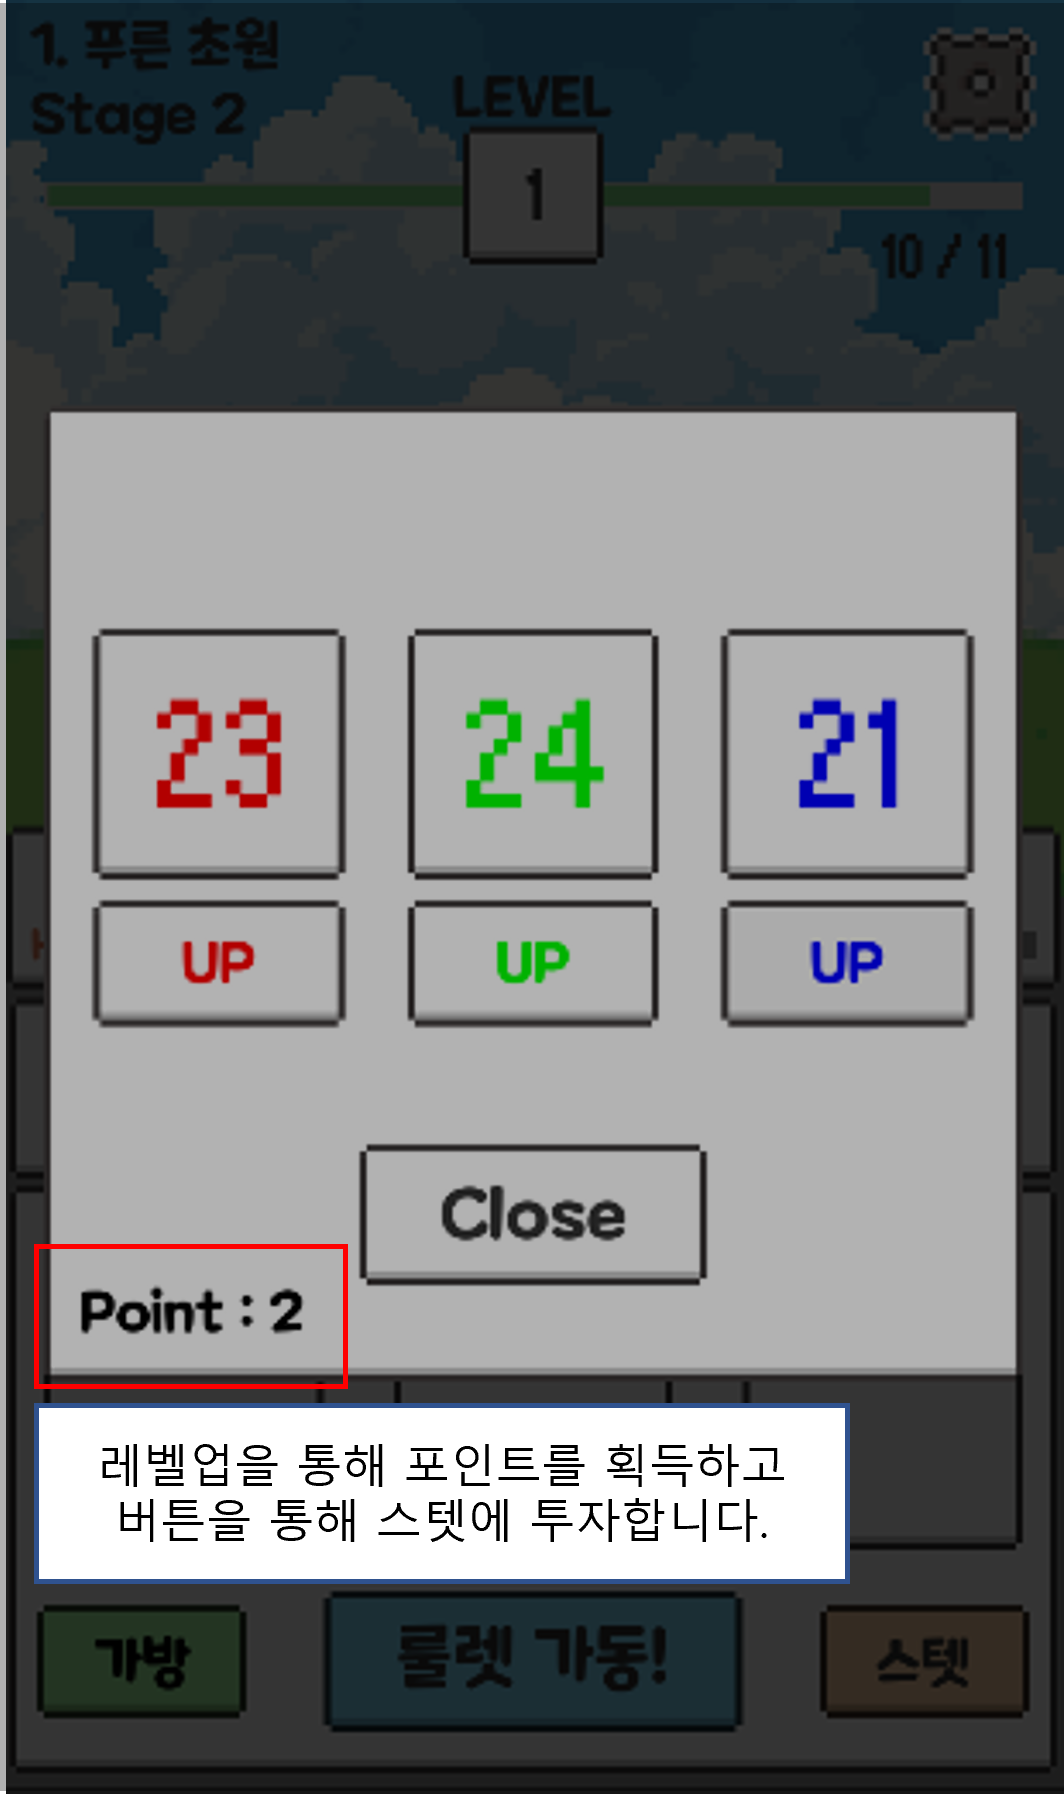 1. 푸른 초원
Stage 2
LEVEL
1
10 / 11
23
24
21
UP
UP
UP
Close
Point : 2
레벨업을 통해 포인트를 획득하고
버튼을 통해 스텟에 투자합니다.
가방
룰렛 가동!
스텟